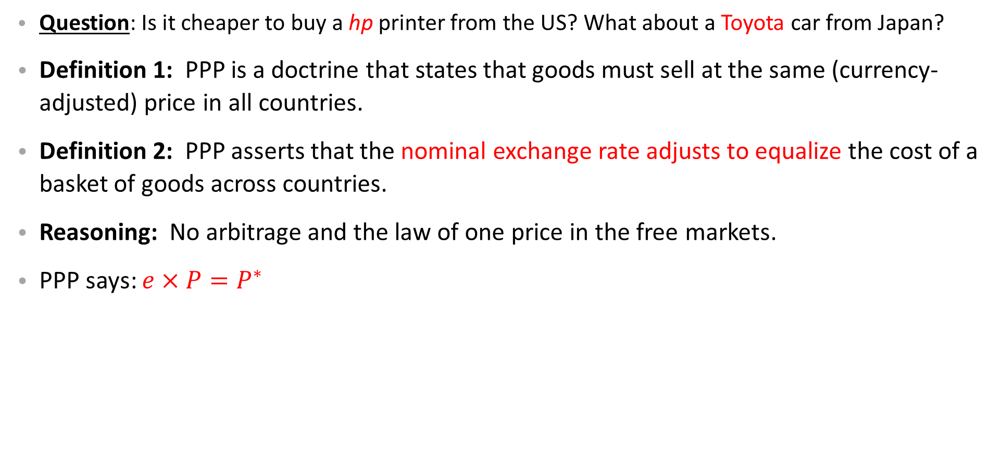 • Question: Is it cheaper to buy a hp printer from the US? What about a Toyota car from Japan?
• Definition 1: PPP is a doctrine that states that goods must sell at the same (currency-
adjusted) price in all countries.
• Definition 2: PPP asserts that the nominal exchange rate adjusts to equalize the cost of a
basket of goods across countries.
• Reasoning: No arbitrage and the law of one price in the free markets.
• PPP says: e × P = P*